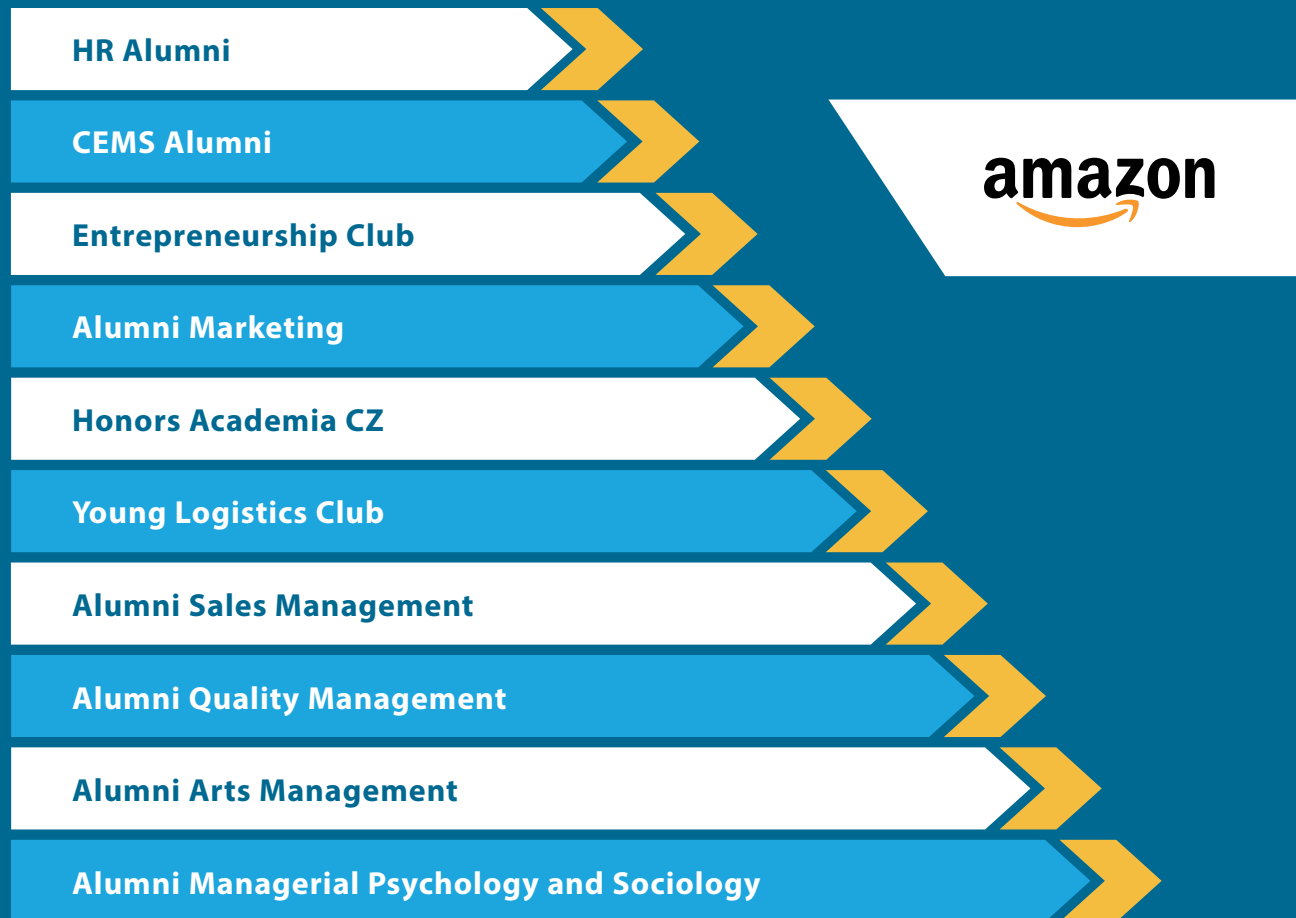 HR Alumni
CEMS Alumni
amazon
Entrepreneurship Club
Alumni Marketing
Honors Academia CZ
Young Logistics Club
Alumni Sales Management
Alumni Quality Management
Alumni Arts Management
Alumni Managerial Psychology and Sociology